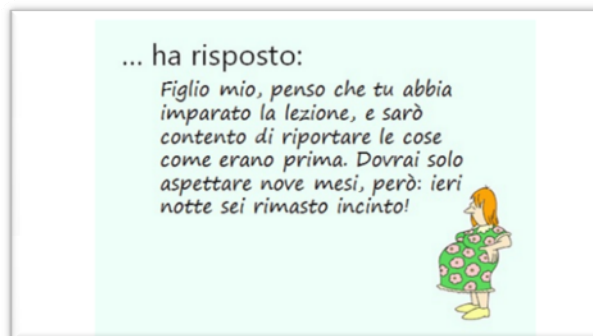 ... ha risposto:
Figlio mio, penso che tu abbia
imparato la lezione, e sarò
contento di riportare le cose
come erano prima. Dovrai solo
aspettare nove mesi, però: ieri
notte sei rimasto incinto!